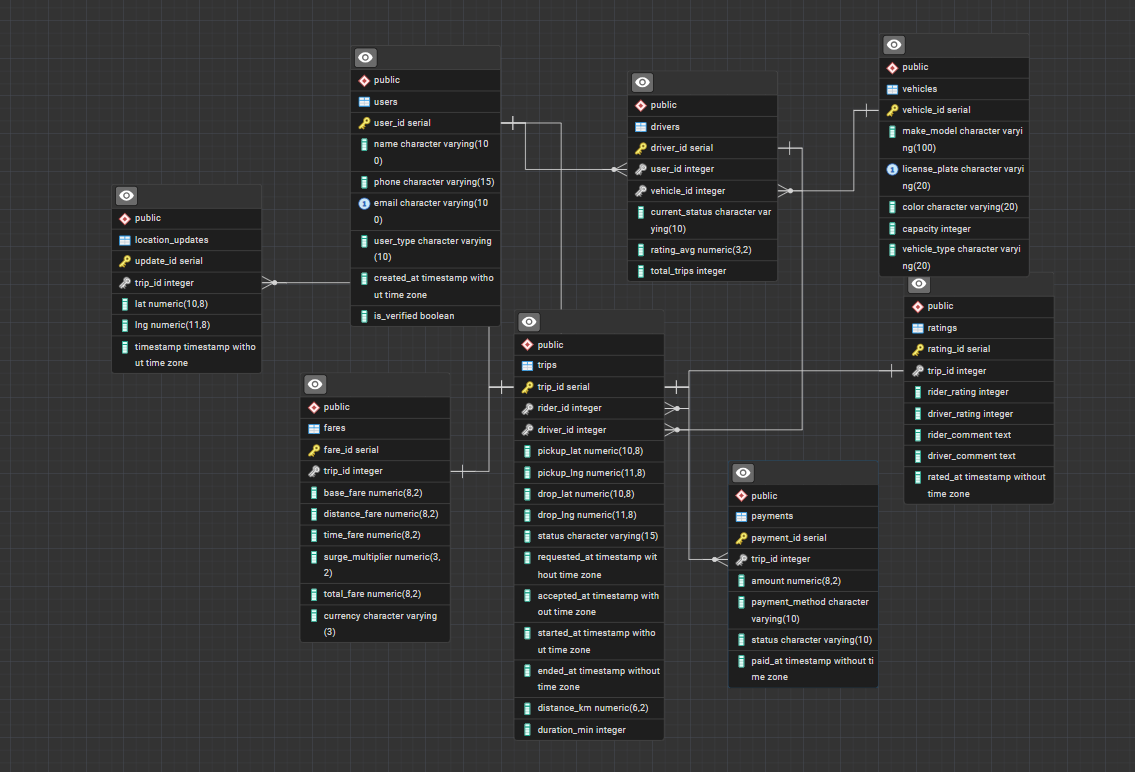 public
users
user_id serial
name character varying(10
0)
phone character varying(15)
email character varying(10
0)
user_type character varying
(10)
created_at timestamp witho
ut time zone
is_verified boolean
public
drivers
driver_id serial
user_id integer
vehicle_id integer
current_status character var
ying(10)
rating_avg numeric(3,2)
total_trips integer
public
vehicles
vehicle_id serial
make_model character varyi
ng(100)
license_plate character varyi
ng(20)
color character varying(20)
capacity integer
vehicle_type character varyi
ng(20)
public
location_updates
update_id serial
trip_id integer
lat numeric(10,8)
lng numeric(11,8)
timestamp timestamp witho
ut time zone
public
fares
fare_id serial
trip_id integer
base_fare numeric(8,2)
distance_fare numeric(8,2)
time_fare numeric(8,2)
surge_multiplier numeric(3,
2)
total_fare numeric(8,2)
currency character varying
(3)
public
trips
trip_id serial
rider_id integer
driver_id integer
pickup_lat numeric(10,8)
pickup_lng numeric(11,8)
drop_lat numeric(10,8)
drop_lng numeric(11,8)
status character varying(15)
requested_at timestamp wit
hout time zone
accepted_at timestamp with
out time zone
started_at timestamp witho
ut time zone
ended_at timestamp without
time zone
distance_km numeric(6,2)
duration_min integer
public
ratings
rating_id serial
trip_id integer
rider_rating integer
driver_rating integer
rider_comment text
driver_comment text
rated_at timestamp without
time zone
public
payments
payment_id serial
trip_id integer
amount numeric(8,2)
payment_method character
varying(10)
status character varying(10)
paid_at timestamp without ti
me zone